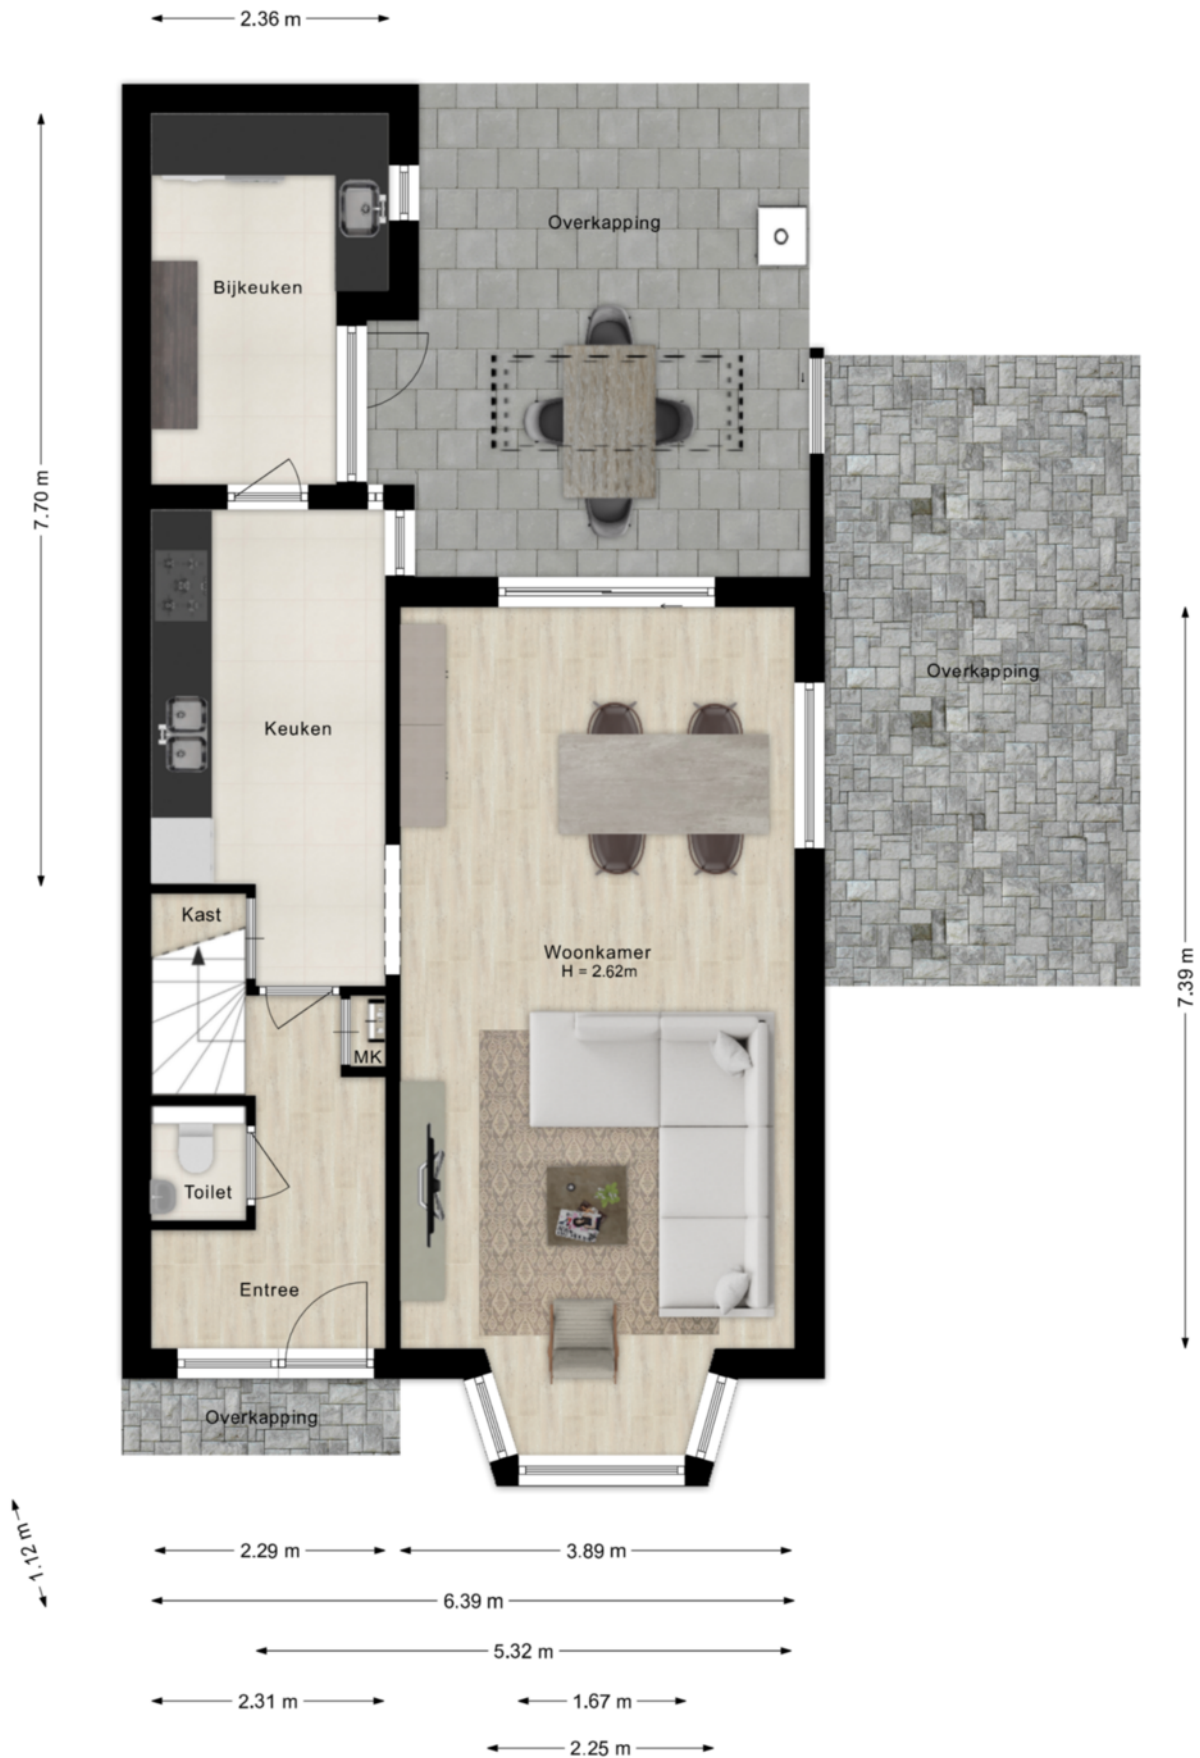 2.36 m
Overkapping
Bijkeuken
7.70 m
Overkapping
Keuken
Kast
Woonkamer
H = 2.62m
7.39 m
MK
Toilet
Entree
Overkapping
1.12 m
2.29 m
3.89 m
6.39 m
5.32 m
2.31 m
1.67 m
2.25 m